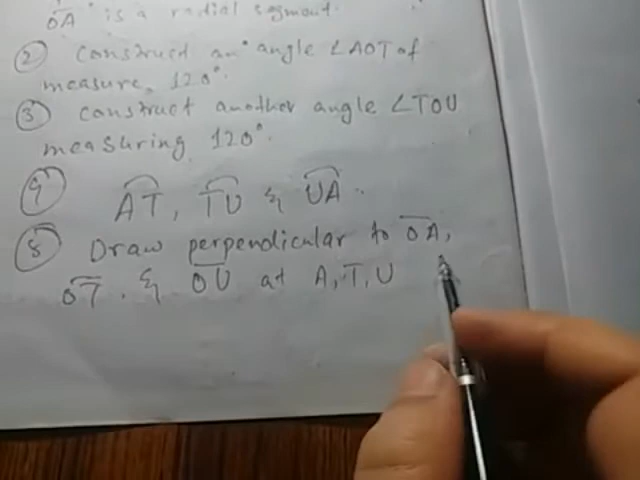 OA is a radial segment.
② construct an angle ∠AOT of
measure, 120°.
③ construct another angle ∠TOU
measuring 120°.
④ AT, TU & UA.
⑤ Draw perpendicular to OA,
OT, & OU at A, T, U